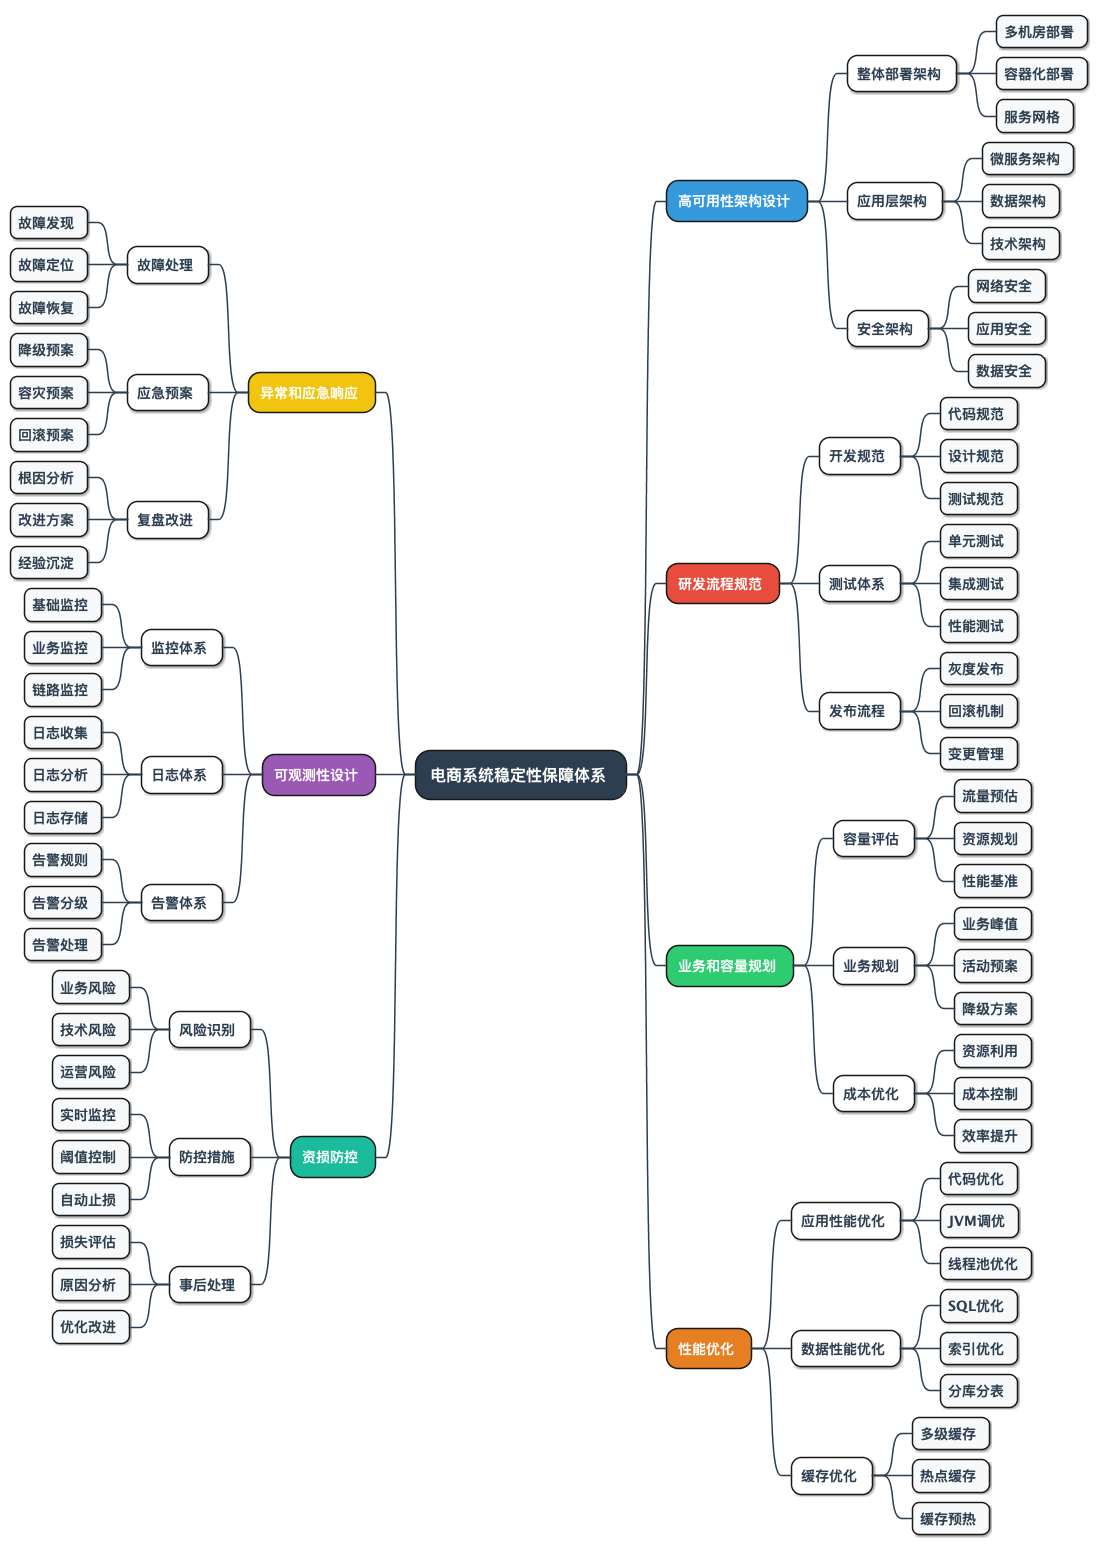 电商系统稳定性保障体系
高可用性架构设计
整体部署架构
多机房部署
容器化部署
服务网格
应用层架构
微服务架构
数据架构
技术架构
安全架构
网络安全
应用安全
数据安全
研发流程规范
开发规范
代码规范
设计规范
测试规范
测试体系
单元测试
集成测试
性能测试
发布流程
灰度发布
回滚机制
变更管理
业务和容量规划
容量评估
流量预估
资源规划
性能基准
业务规划
业务峰值
活动预案
降级方案
成本优化
资源利用
成本控制
效率提升
性能优化
应用性能优化
代码优化
JVM调优
线程池优化
数据性能优化
SQL优化
索引优化
分库分表
缓存优化
多级缓存
热点缓存
缓存预热
异常和应急响应
故障处理
故障发现
故障定位
故障恢复
应急预案
降级预案
容灾预案
回滚预案
复盘改进
根因分析
改进方案
经验沉淀
可观测性设计
监控体系
基础监控
业务监控
链路监控
日志体系
日志收集
日志分析
日志存储
告警体系
告警规则
告警分级
告警处理
资损防控
风险识别
业务风险
技术风险
运营风险
防控措施
实时监控
阈值控制
自动止损
事后处理
损失评估
原因分析
优化改进